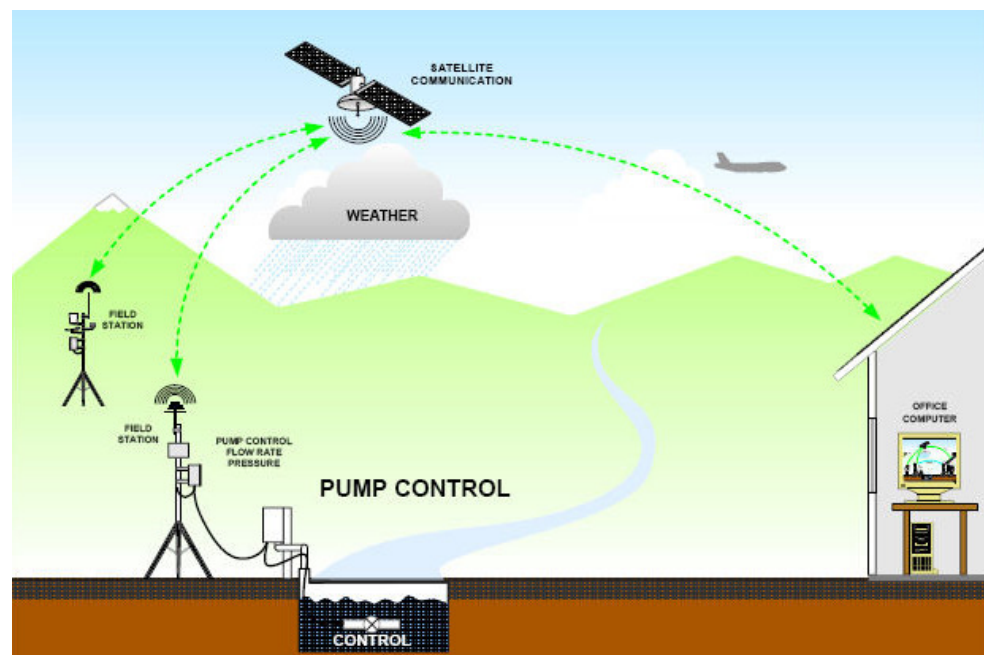 SATELLITE
COMMUNICATION
WEATHER
FIELD
STATION
OFFICE
COMPUTER
FIELD
STATION
PUMP CONTROL
FLOW RATE
PRESSURE
PUMP CONTROL
CONTROL